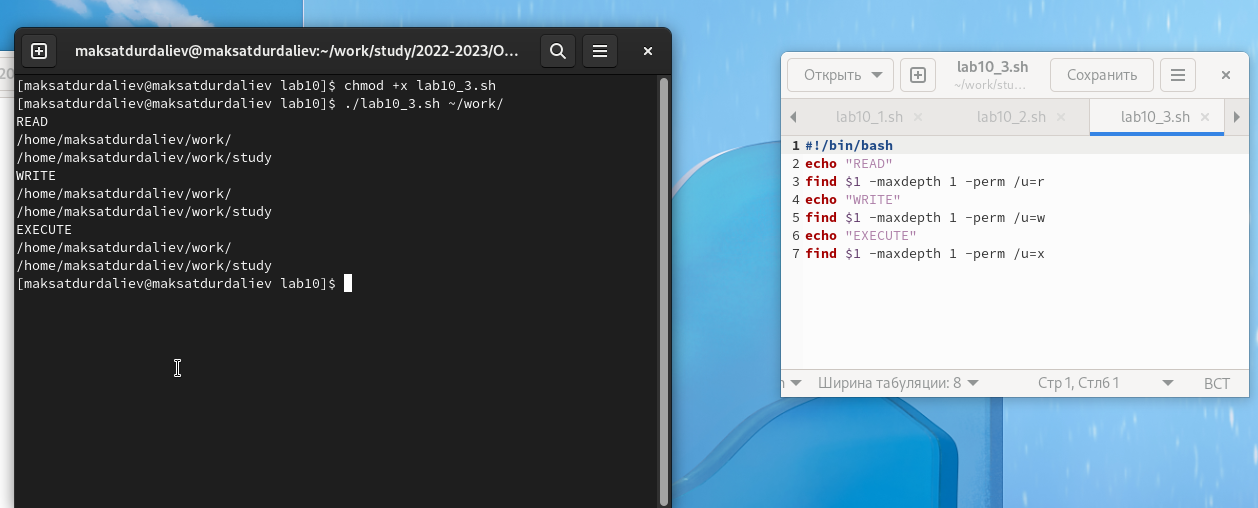 maksatdurdaliev@maksatdurdaliev:~/work/study/2022-2023/O...
[maksatdurdaliev@maksatdurdaliev lab10]$ chmod +x lab10_3.sh
[maksatdurdaliev@maksatdurdaliev lab10]$ ./lab10_3.sh ~/work/
READ
/home/maksatdurdaliev/work/
/home/maksatdurdaliev/work/study
WRITE
/home/maksatdurdaliev/work/
/home/maksatdurdaliev/work/study
EXECUTE
/home/maksatdurdaliev/work/
/home/maksatdurdaliev/work/study
[maksatdurdaliev@maksatdurdaliev lab10]$
Открыть lab10_3.sh Сохранить
~/work/stu...
lab10_1.sh lab10_2.sh lab10_3.sh
1 #!/bin/bash
2 echo "READ"
3 find $1 -maxdepth 1 -perm /u=r
4 echo "WRITE"
5 find $1 -maxdepth 1 -perm /u=w
6 echo "EXECUTE"
7 find $1 -maxdepth 1 -perm /u=x
Ширина табуляции: 8 Стр 1, Стлб 1 ВСТ